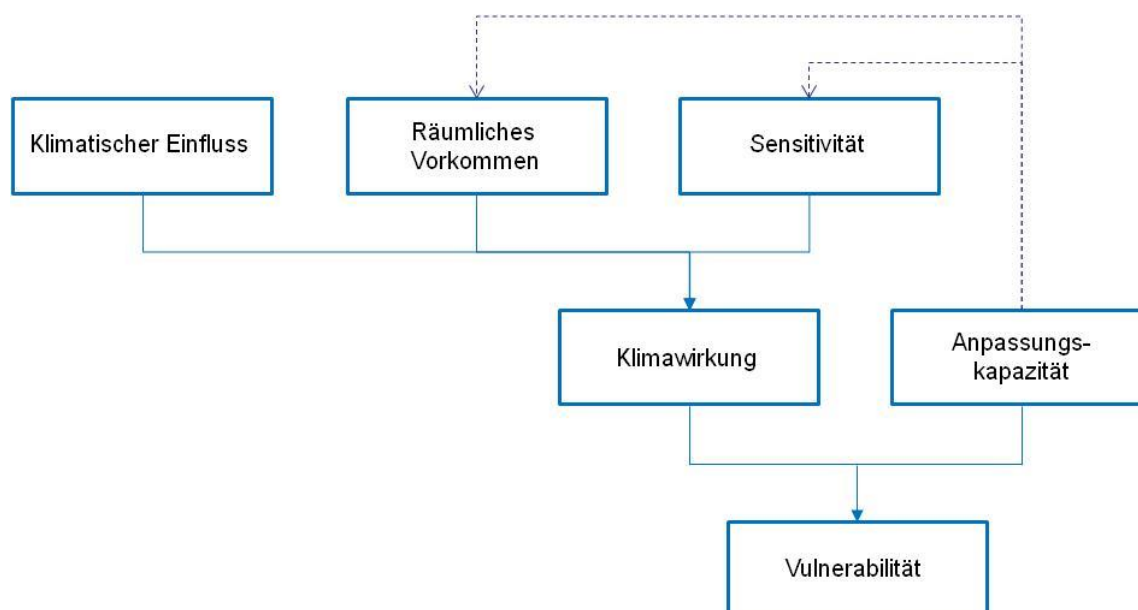 Klimatischer Einfluss
Räumliches
Vorkommen
Sensitivität
Klimawirkung
Anpassungs-
kapazität
Vulnerabilität